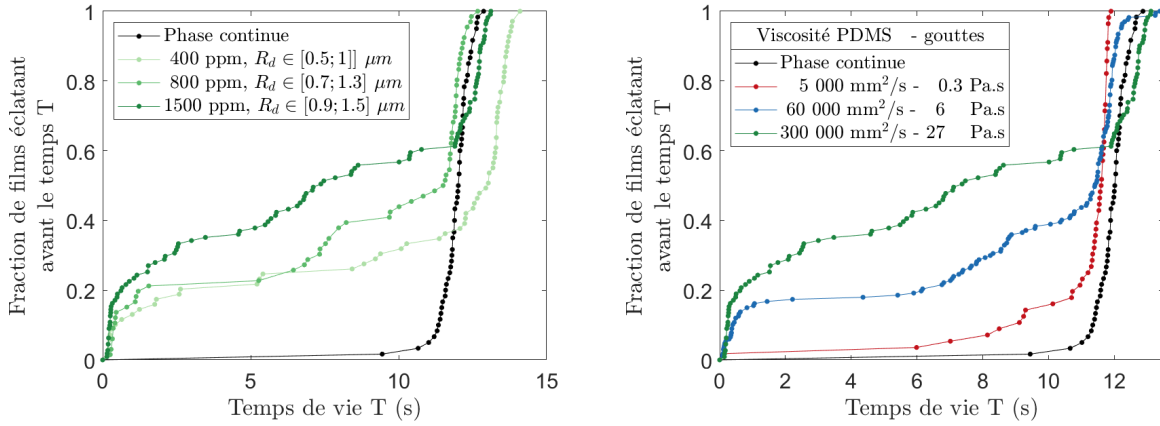 Phase continue
400 ppm, R_d ∈ [0.5; 1]] μm
800 ppm, R_d ∈ [0.7; 1.3] μm
1500 ppm, R_d ∈ [0.9; 1.5] μm
Fraction de films éclatant
avant le temps T
1
0.8
0.6
0.4
0.2
0
0
5
10
15
Temps de vie T (s)
Viscosité PDMS - gouttes
Phase continue
5 000 mm²/s - 0.3 Pa.s
60 000 mm²/s - 6 Pa.s
300 000 mm²/s - 27 Pa.s
Fraction de films éclatant
avant le temps T
1
0.8
0.6
0.4
0.2
0
0
2
4
6
8
10
12
Temps de vie T (s)